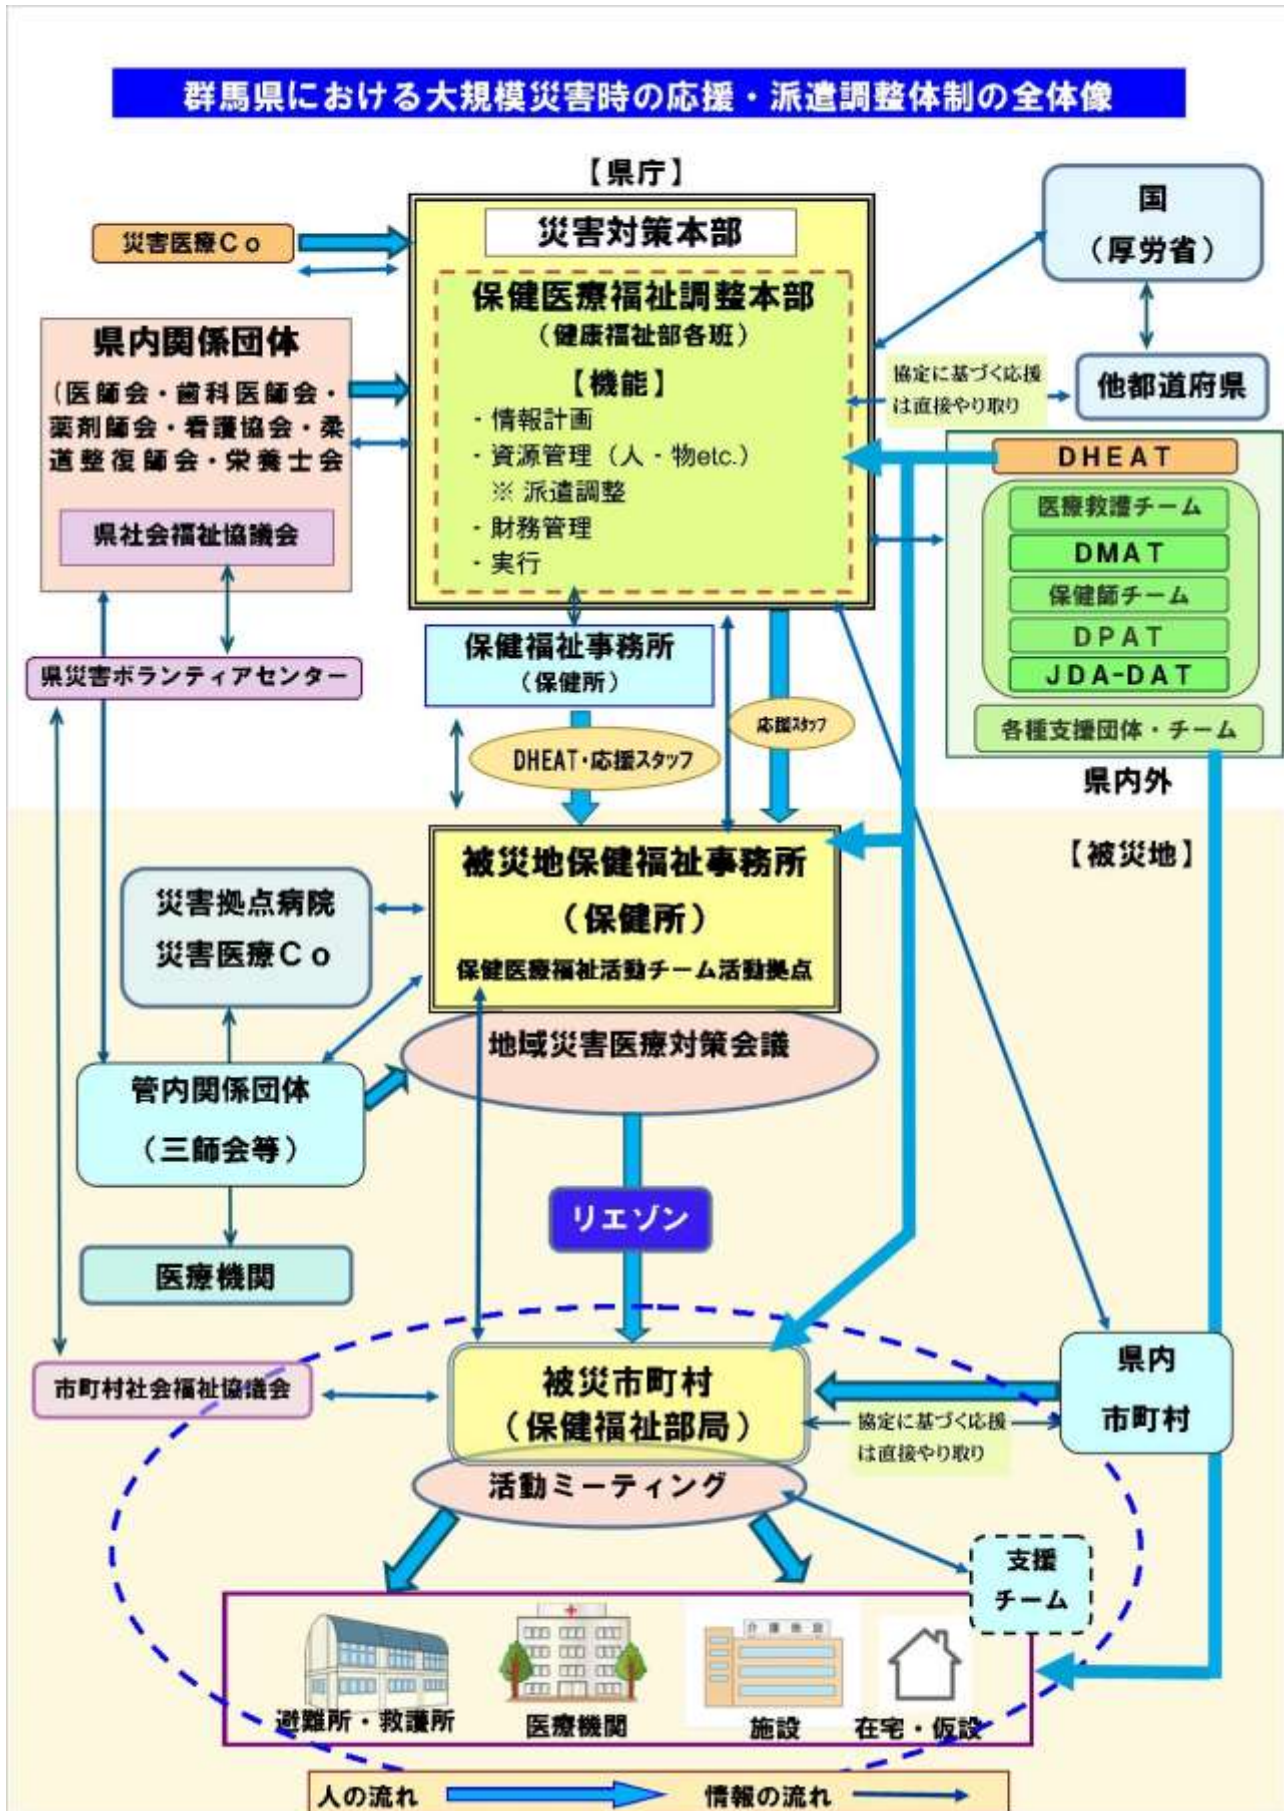 群馬県における大規模災害時の応援・派遣調整体制の全体像
【県庁】
災害対策本部
保健医療福祉調整本部
(健康福祉部各班)
【機能】
- 情報計画
- 資源管理（人 - 物etc.）
※ 派遣調整
- 財務管理
- 実行
災害医療Ｃｏ
県内関係団体
(医師会・歯科医師会・
薬剤師会・看護協会・柔
道整復師会・栄養士会
県社会福祉協議会
県災害ボランティアセンター
国
（厚労省）
他都道府県
協定に基づく応援
は直接やり取り
DHEAT
医療救護チーム
DMAT
保健師チーム
DPAT
JDA-DAT
各種支援団体・チーム
県内外
保健福祉事務所
（保健所）
DHEAT・応援スタッフ
応援スタッフ
【被災地】
被災地保健福祉事務所
（保健所）
保健医療福祉活動チーム活動拠点
地域災害医療対策会議
災害拠点病院
災害医療Ｃｏ
管内関係団体
（三師会等）
医療機関
リエゾン
市町村社会福祉協議会
被災市町村
（保健福祉部局）
活動ミーティング
協定に基づく応援
は直接やり取り
県内
市町村
支援
チーム
介護施設
避難所・救護所
医療機関
施設
在宅・仮設
人の流れ
情報の流れ